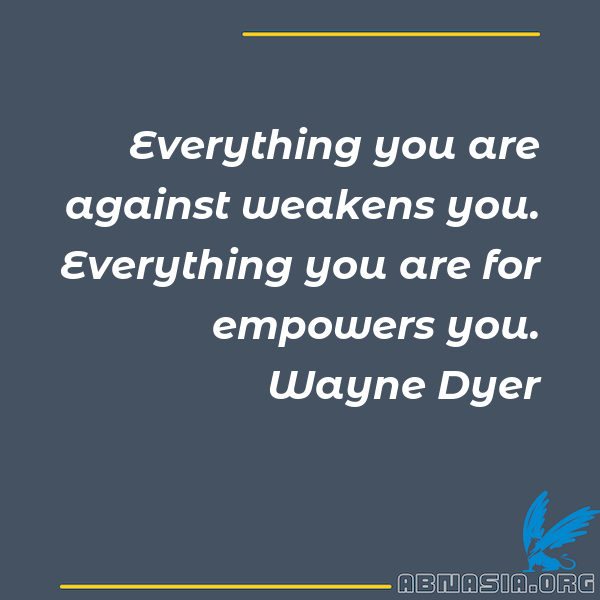 Everything you are
against weakens you.
Everything you are for
empowers you.
Wayne Dyer
ABNASIA.ORG